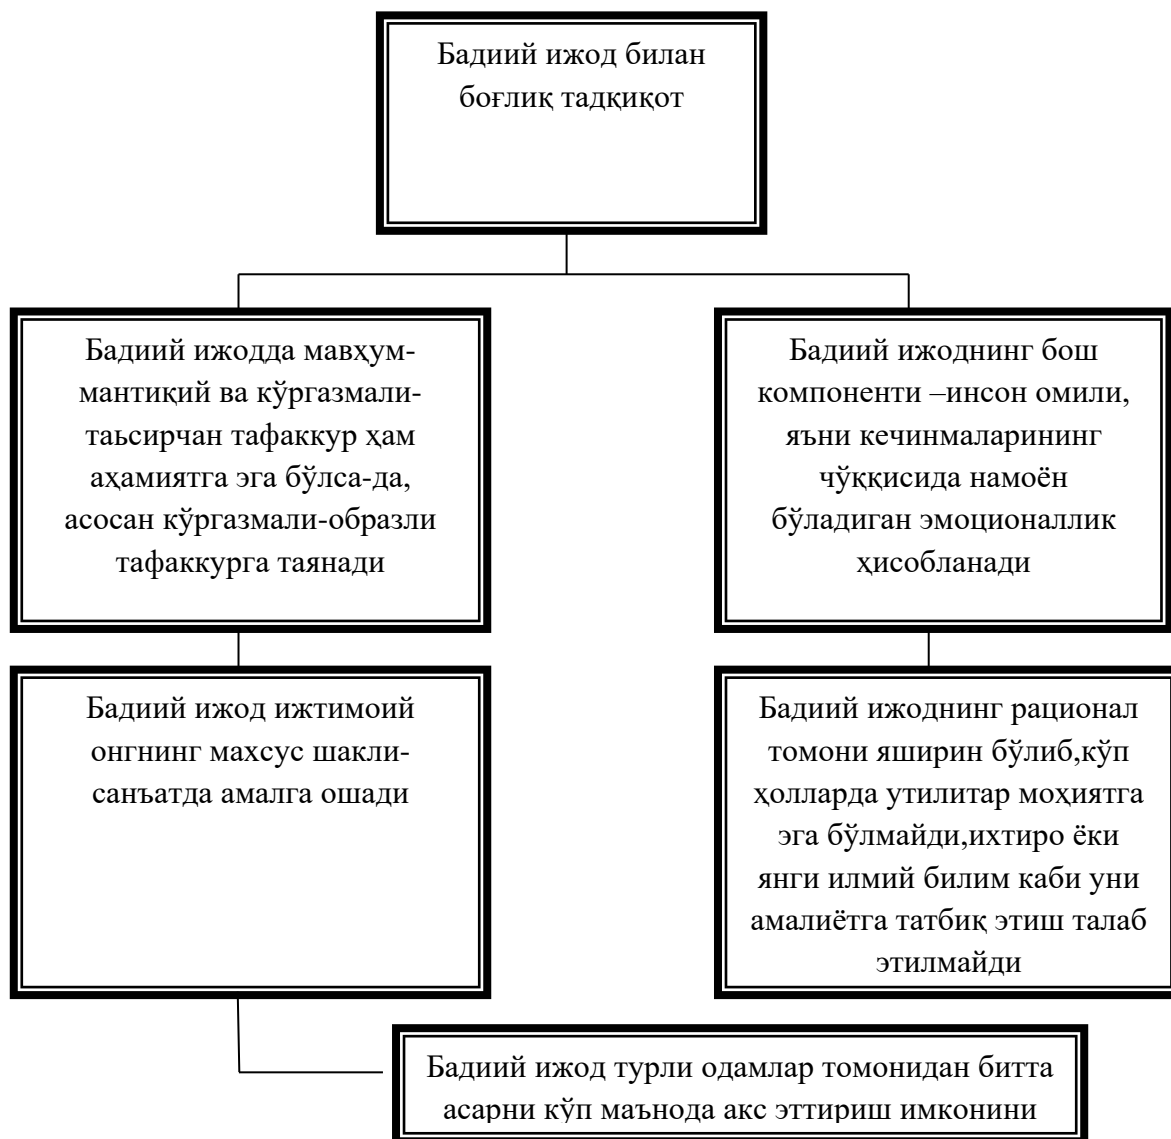 Бадиий ижод билан
боғлиқ тадқиқот
Бадиий ижодда мавҳум-
мантиқий ва кўргазмали-
таьсирчан тафаккур ҳам
аҳамиятга эга бўлса-да,
асосан кўргазмали-образли
тафаккурга таянади
Бадиий ижоднинг бош
компоненти –инсон омили,
яъни кечинмаларининг
чўққисида намоён
бўладиган эмоционаллик
ҳисобланади
Бадиий ижод ижтимоий
онгнинг махсус шакли-
санъатда амалга ошади
Бадиий ижоднинг рационал
томони яширин бўлиб,кўп
ҳолларда утилитар моҳиятга
эга бўлмайди,ихтиро ёки
янги илмий билим каби уни
амалиётга татбиқ этиш талаб
этилмайди
Бадиий ижод турли одамлар томонидан битта
асарни кўп маънода акс эттириш имконини